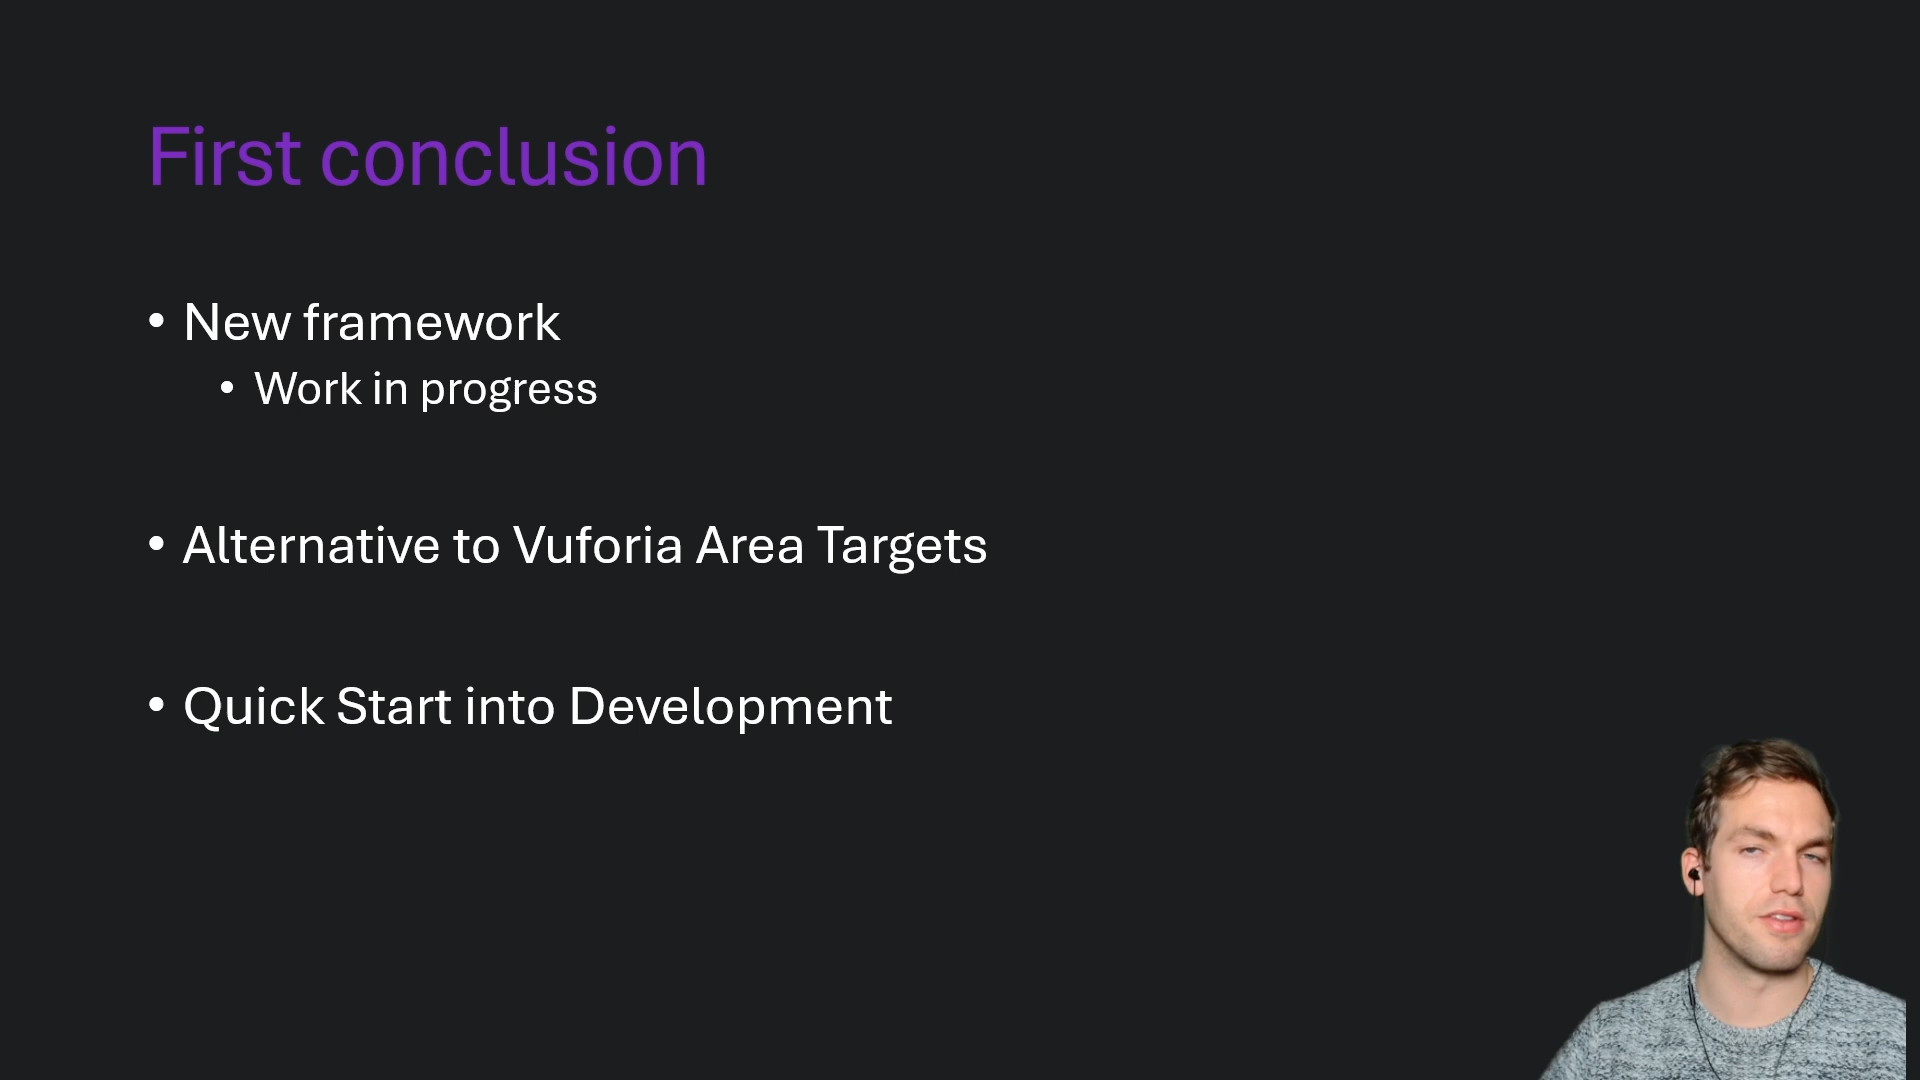 First conclusion
• New framework
• Work in progress
• Alternative to Vuforia Area Targets
• Quick Start into Development